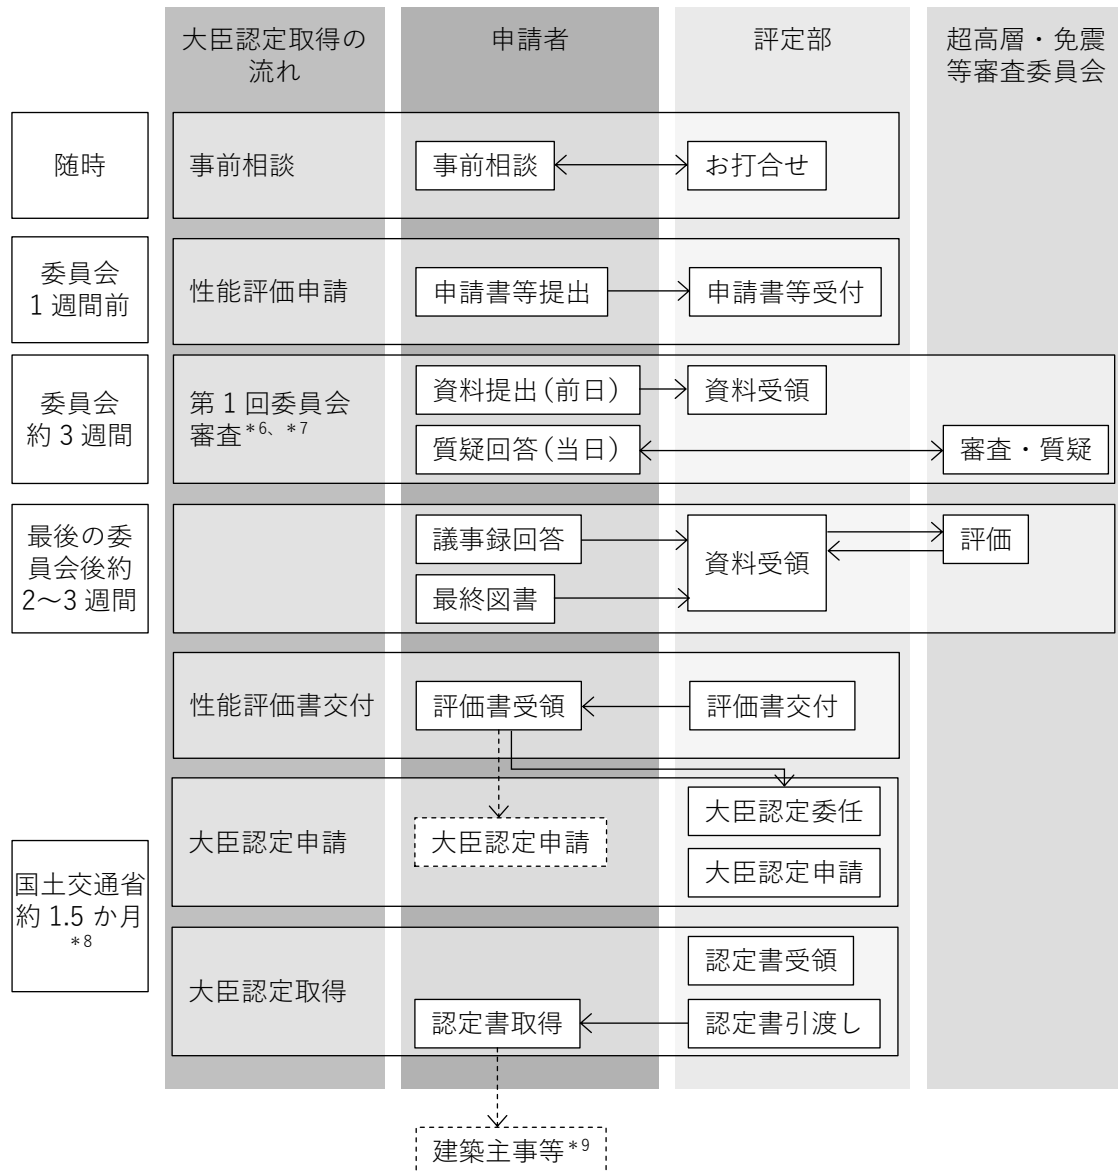 大臣認定取得の
流れ
申請者
評定部
超高層・免震
等審査委員会
随時
事前相談
事前相談
お打合せ
委員会
1週間前
性能評価申請
申請書等提出
申請書等受付
委員会
約3週間
第1回委員会
審査*6、*7
資料提出(前日)
資料受領
質疑回答(当日)
審査・質疑
最後の委
員会後約
2〜3週間
議事録回答
最終図書
資料受領
評価
性能評価書交付
評価書受領
評価書交付
国土交通省
約1.5か月
*8
大臣認定申請
大臣認定申請
大臣認定委任
大臣認定申請
大臣認定取得
認定書受領
認定書取得
認定書引渡し
建築主事等*9